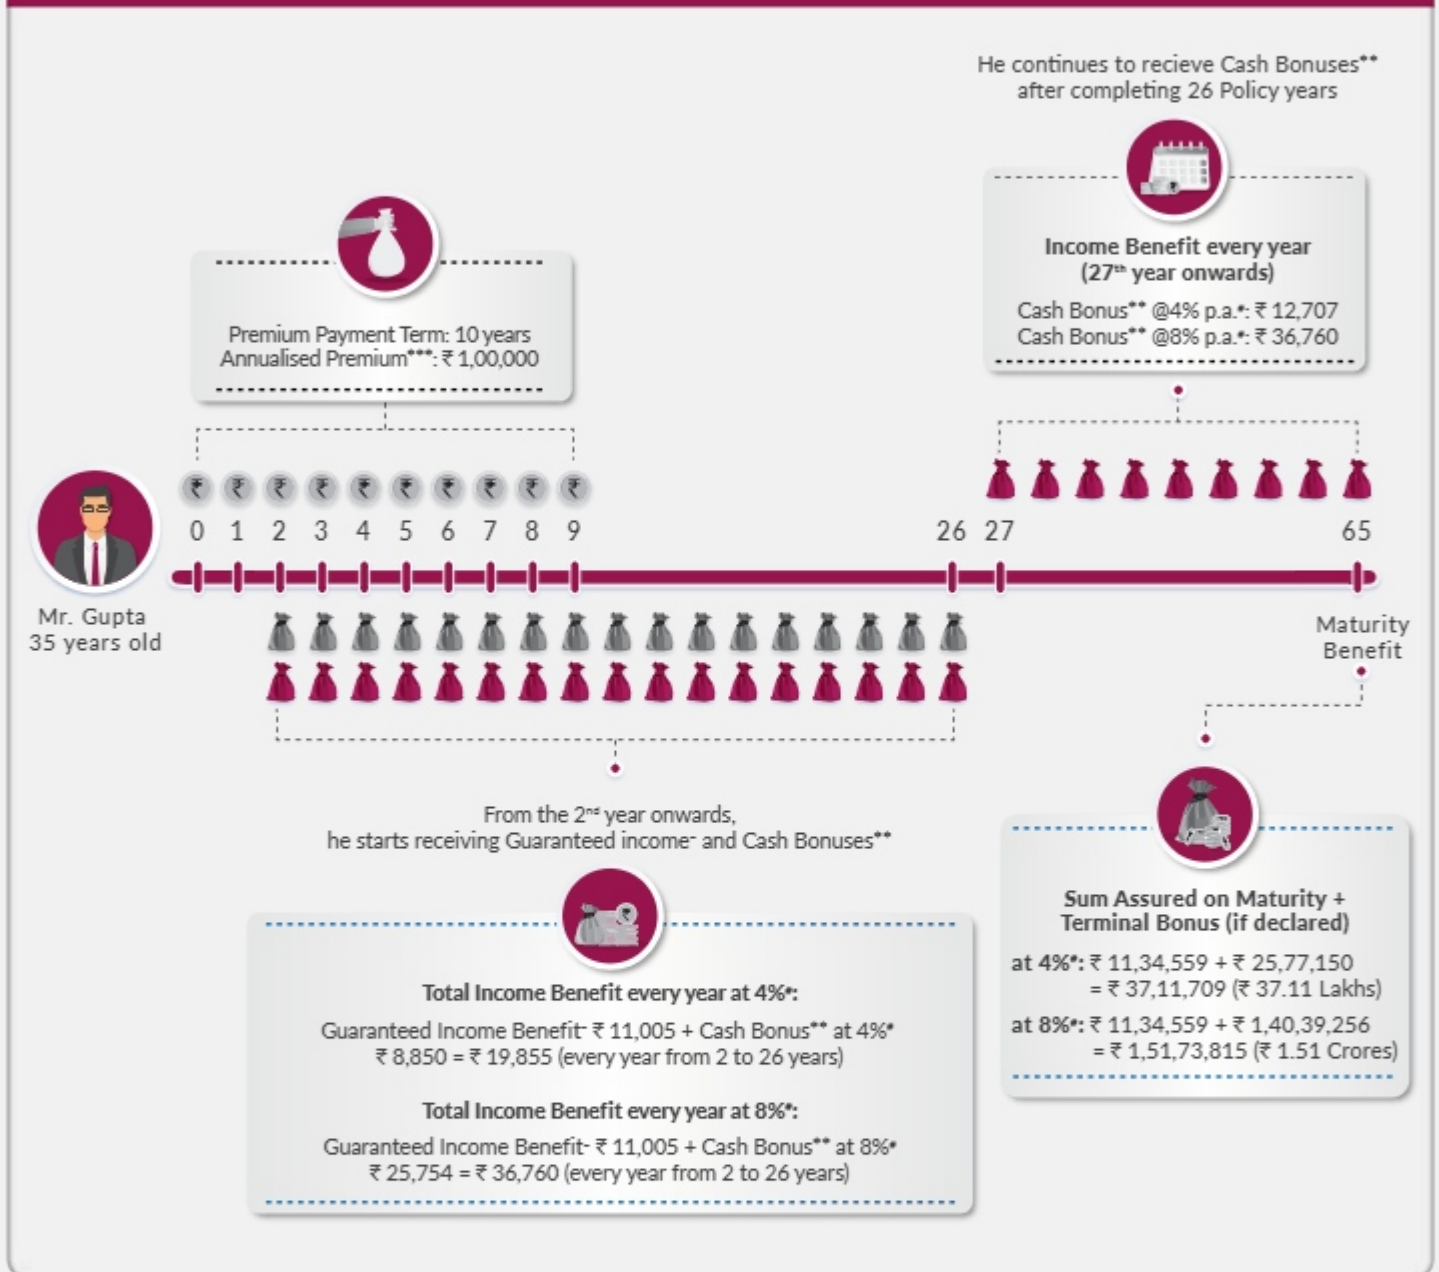 He continues to recieve Cash Bonuses**
after completing 26 Policy years
Income Benefit every year
(27th year onwards)
Cash Bonus** @4% p.a.#: ₹ 12,707
Cash Bonus** @8% p.a.#: ₹ 36,760
Premium Payment Term: 10 years
Annualised Premium***: ₹ 1,00,000
₹ ₹ ₹ ₹ ₹ ₹ ₹ ₹ ₹ ₹
0 1 2 3 4 5 6 7 8 9 26 27 65
Mr. Gupta
35 years old
Maturity
Benefit
From the 2nd year onwards,
he starts receiving Guaranteed income~ and Cash Bonuses**
Total Income Benefit every year at 4%#:
Guaranteed Income Benefit~ ₹ 11,005 + Cash Bonus** at 4%#
₹ 8,850 = ₹ 19,855 (every year from 2 to 26 years)
Total Income Benefit every year at 8%#:
Guaranteed Income Benefit~ ₹ 11,005 + Cash Bonus** at 8%#
₹ 25,754 = ₹ 36,760 (every year from 2 to 26 years)
Sum Assured on Maturity +
Terminal Bonus (if declared)
at 4%#: ₹ 11,34,559 + ₹ 25,77,150
= ₹ 37,11,709 (₹ 37.11 Lakhs)
at 8%#: ₹ 11,34,559 + ₹ 1,40,39,256
= ₹ 1,51,73,815 (₹ 1.51 Crores)